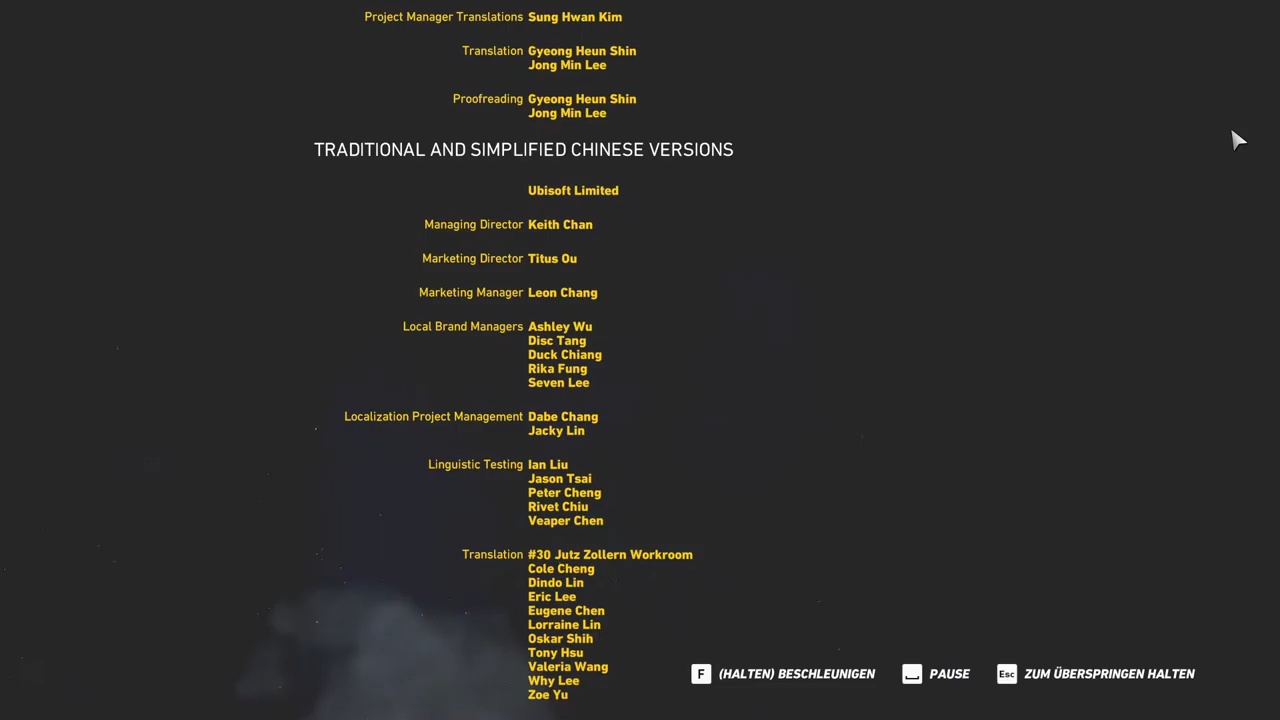 Project Manager Translations Sung Hwan Kim
Translation Gyeong Heun Shin
Jong Min Lee
Proofreading Gyeong Heun Shin
Jong Min Lee
TRADITIONAL AND SIMPLIFIED CHINESE VERSIONS
Ubisoft Limited
Managing Director Keith Chan
Marketing Director Titus Ou
Marketing Manager Leon Chang
Local Brand Managers Ashley Wu
Disc Tang
Duck Chiang
Rika Fung
Seven Lee
Localization Project Management Dabe Chang
Jacky Lin
Linguistic Testing Ian Liu
Jason Tsai
Peter Cheng
Rivet Chiu
Veaper Chen
Translation #30 Jutz Zollern Workroom
Cole Cheng
Dindo Lin
Eric Lee
Eugene Chen
Lorraine Lin
Oskar Shih
Tony Hsu
Valeria Wang
Why Lee
Zoe Yu
F (HALTEN) BESCHLEUNIGEN PAUSE Esc ZUM ÜBERSPRINGEN HALTEN